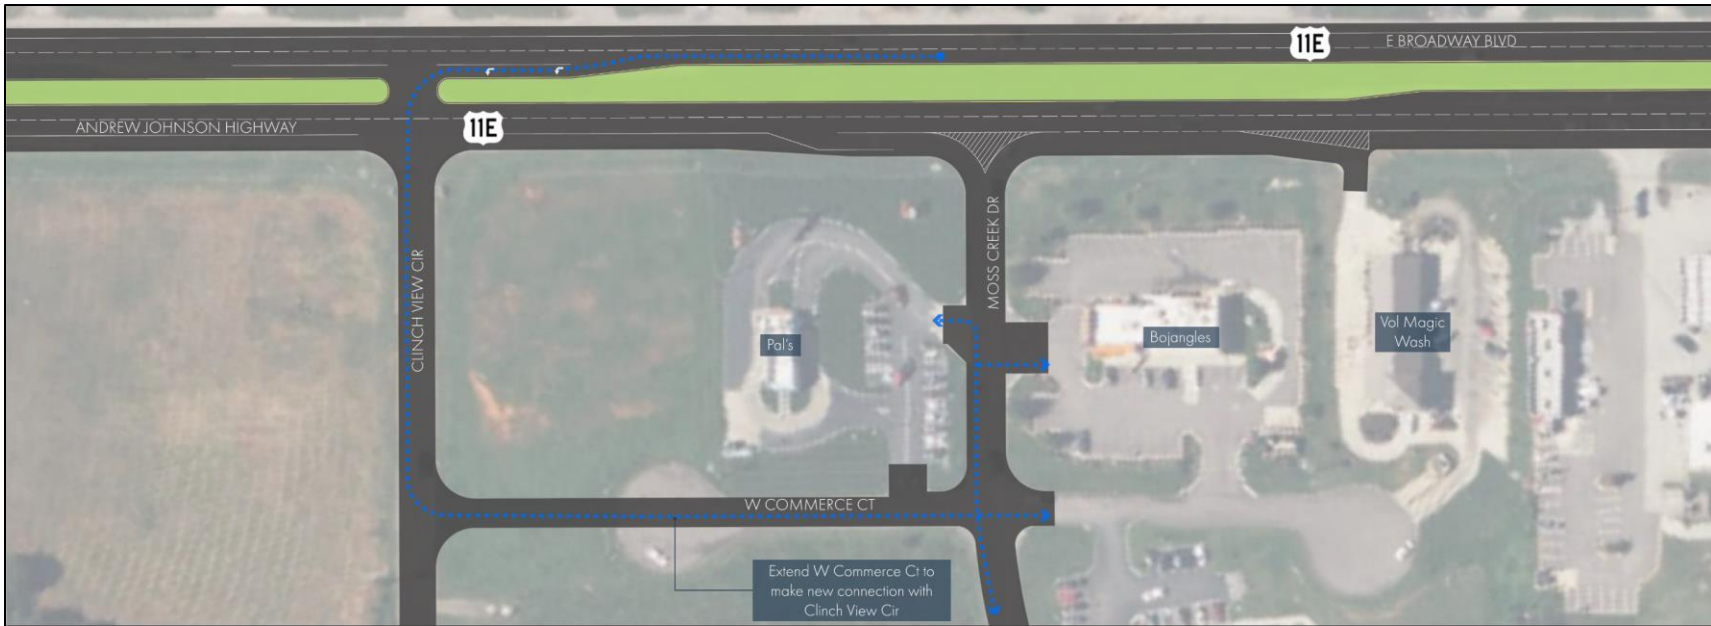 11E
E BROADWAY BLVD
ANDREW JOHNSON HIGHWAY
11E
CLINCH VIEW CIR
MOSS CREEK DR
Pal's
Bojangles
Vol Magic
Wash
W COMMERCE CT
Extend W Commerce Ct to
make new connection with
Clinch View Cir